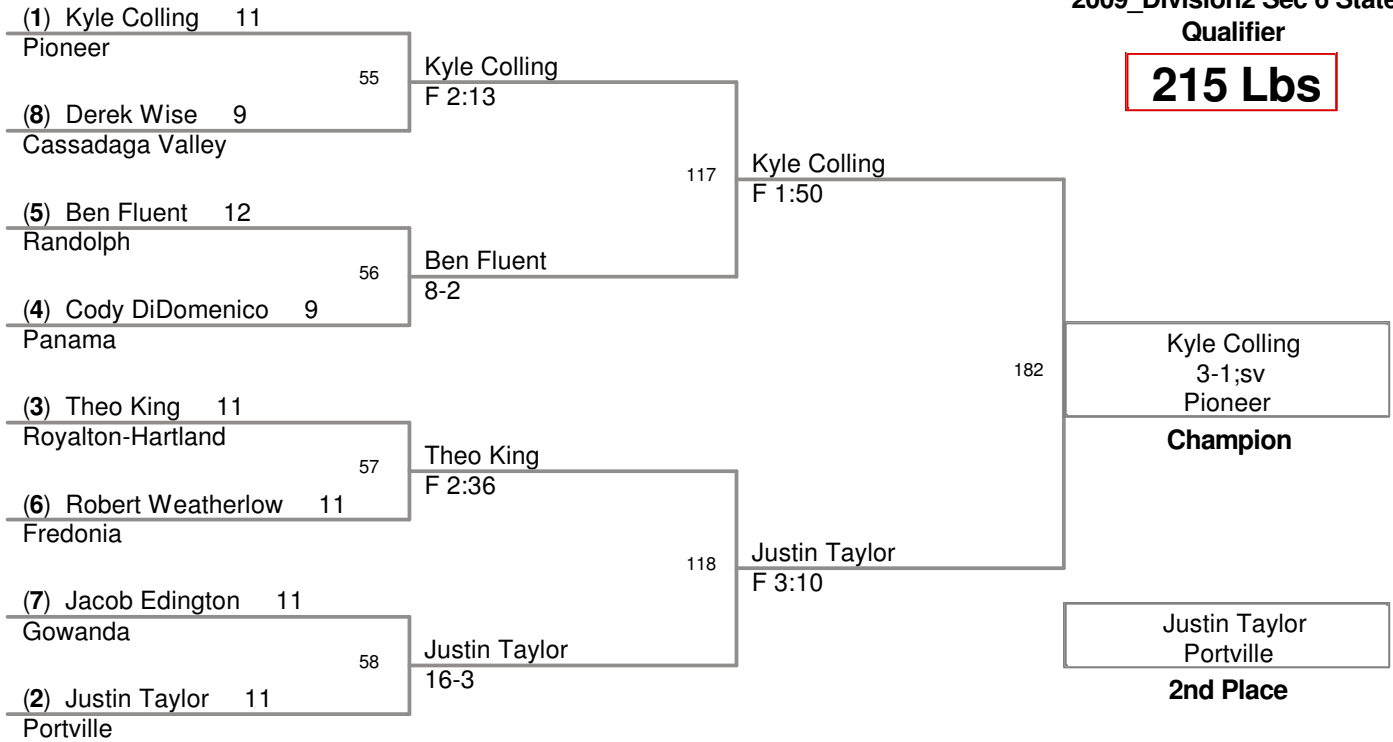 2009_Division2 Sec 6 State
Qualifier
215 Lbs
(1) Kyle Colling 11
Pioneer
55
(8) Derek Wise 9
Cassadaga Valley
Kyle Colling
F 2:13
(5) Ben Fluent 12
Randolph
56
(4) Cody DiDomenico 9
Panama
Ben Fluent
8-2
117
Kyle Colling
F 1:50
(3) Theo King 11
Royalton-Hartland
57
(6) Robert Weatherlow 11
Fredonia
Theo King
F 2:36
(7) Jacob Edington 11
Gowanda
58
(2) Justin Taylor 11
Portville
Justin Taylor
16-3
118
Justin Taylor
F 3:10
182
Kyle Colling
3-1;sv
Pioneer
Champion
Justin Taylor
Portville
2nd Place